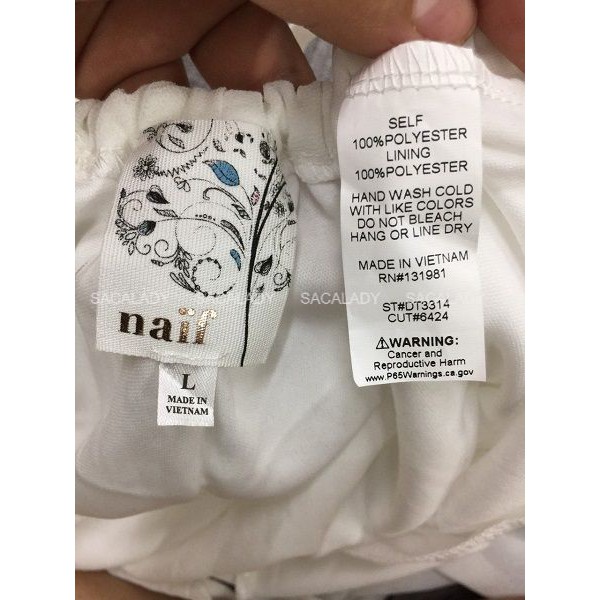 naïf
L
MADE IN
VIETNAM
SELF
100%POLYESTER
LINING
100%POLYESTER
HAND WASH COLD
WITH LIKE COLORS
DO NOT BLEACH
HANG OR LINE DRY
MADE IN VIETNAM
RN#131981
ST#DT3314
CUT#6424
⚠WARNING:
Cancer and
Reproductive Harm
www.P65Warnings.ca.gov
SACALADY SACALADY SACALADY